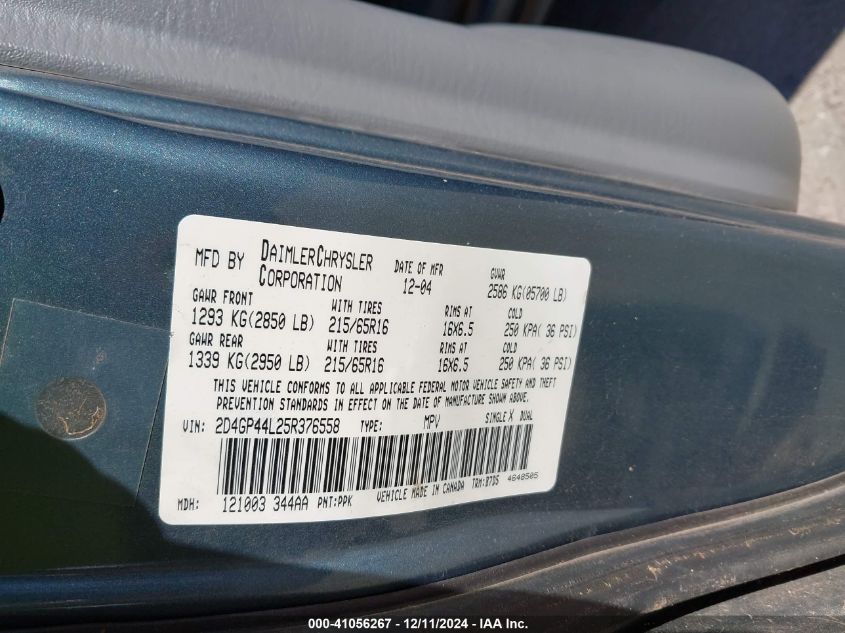 MFD BY DAIMLERCHRYSLER CORPORATION
DATE OF MFR 12-04
GVWR 2586 KG(05700 LB)
GAWR FRONT WITH TIRES RIMS AT COLD
1293 KG(2850 LB) 215/65R16 16X6.5 250 KPA( 36 PSI)
GAWR REAR WITH TIRES RIMS AT COLD
1339 KG(2950 LB) 215/65R16 16X6.5 250 KPA( 36 PSI)
THIS VEHICLE CONFORMS TO ALL APPLICABLE FEDERAL MOTOR VEHICLE SAFETY AND THEFT
PREVENTION STANDARDS IN EFFECT ON THE DATE OF MANUFACTURE SHOWN ABOVE.
VIN: 2D4GP44L25R376558 TYPE: MPV SINGLE X DUAL
MDH: 121003 344AA PNT:PPK VEHICLE MADE IN CANADA TRM:B7D5 4648505
000-41056267 - 12/11/2024 - © IAA Inc.